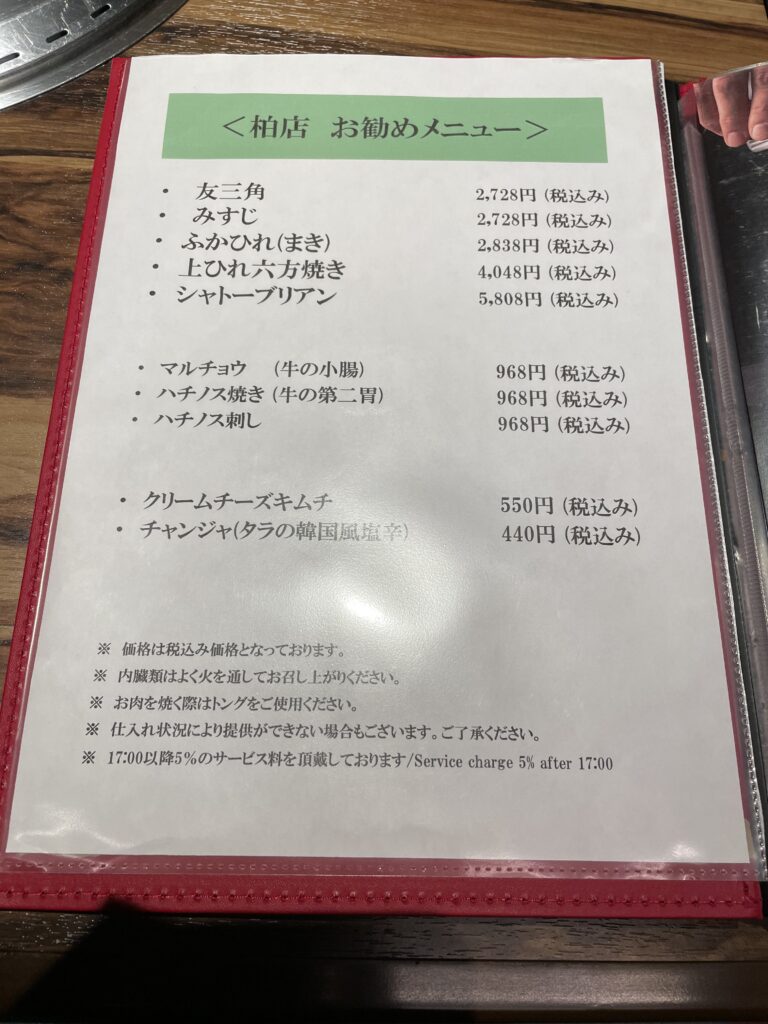 ＜柏店 お勧めメニュー＞
・ 友三角 2,728円 (税込み)
・ みすじ 2,728円 (税込み)
・ ふかひれ(まき) 2,838円 (税込み)
・ 上ひれ六方焼き 4,048円 (税込み)
・ シャトーブリアン 5,808円 (税込み)
・ マルチョウ (牛の小腸) 968円 (税込み)
・ ハチノス焼き (牛の第二胃) 968円 (税込み)
・ ハチノス刺し 968円 (税込み)
・ クリームチーズキムチ 550円 (税込み)
・ チャンジャ(タラの韓国風塩辛) 440円 (税込み)
※ 価格は税込み価格となっております。
※ 内臓類はよく火を通してお召し上がりください。
※ お肉を焼く際はトングをご使用ください。
※ 仕入れ状況により提供ができない場合もございます。ご了承ください。
※ 17:00以降5%のサービス料を頂戴しております/Service charge 5% after 17:00